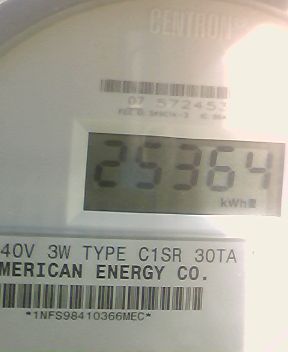 CENTRON
07 572453
25364
kWh
40V 3W TYPE C1SR 30TA
MERICAN ENERGY CO.
*1NFS98410366MEC*